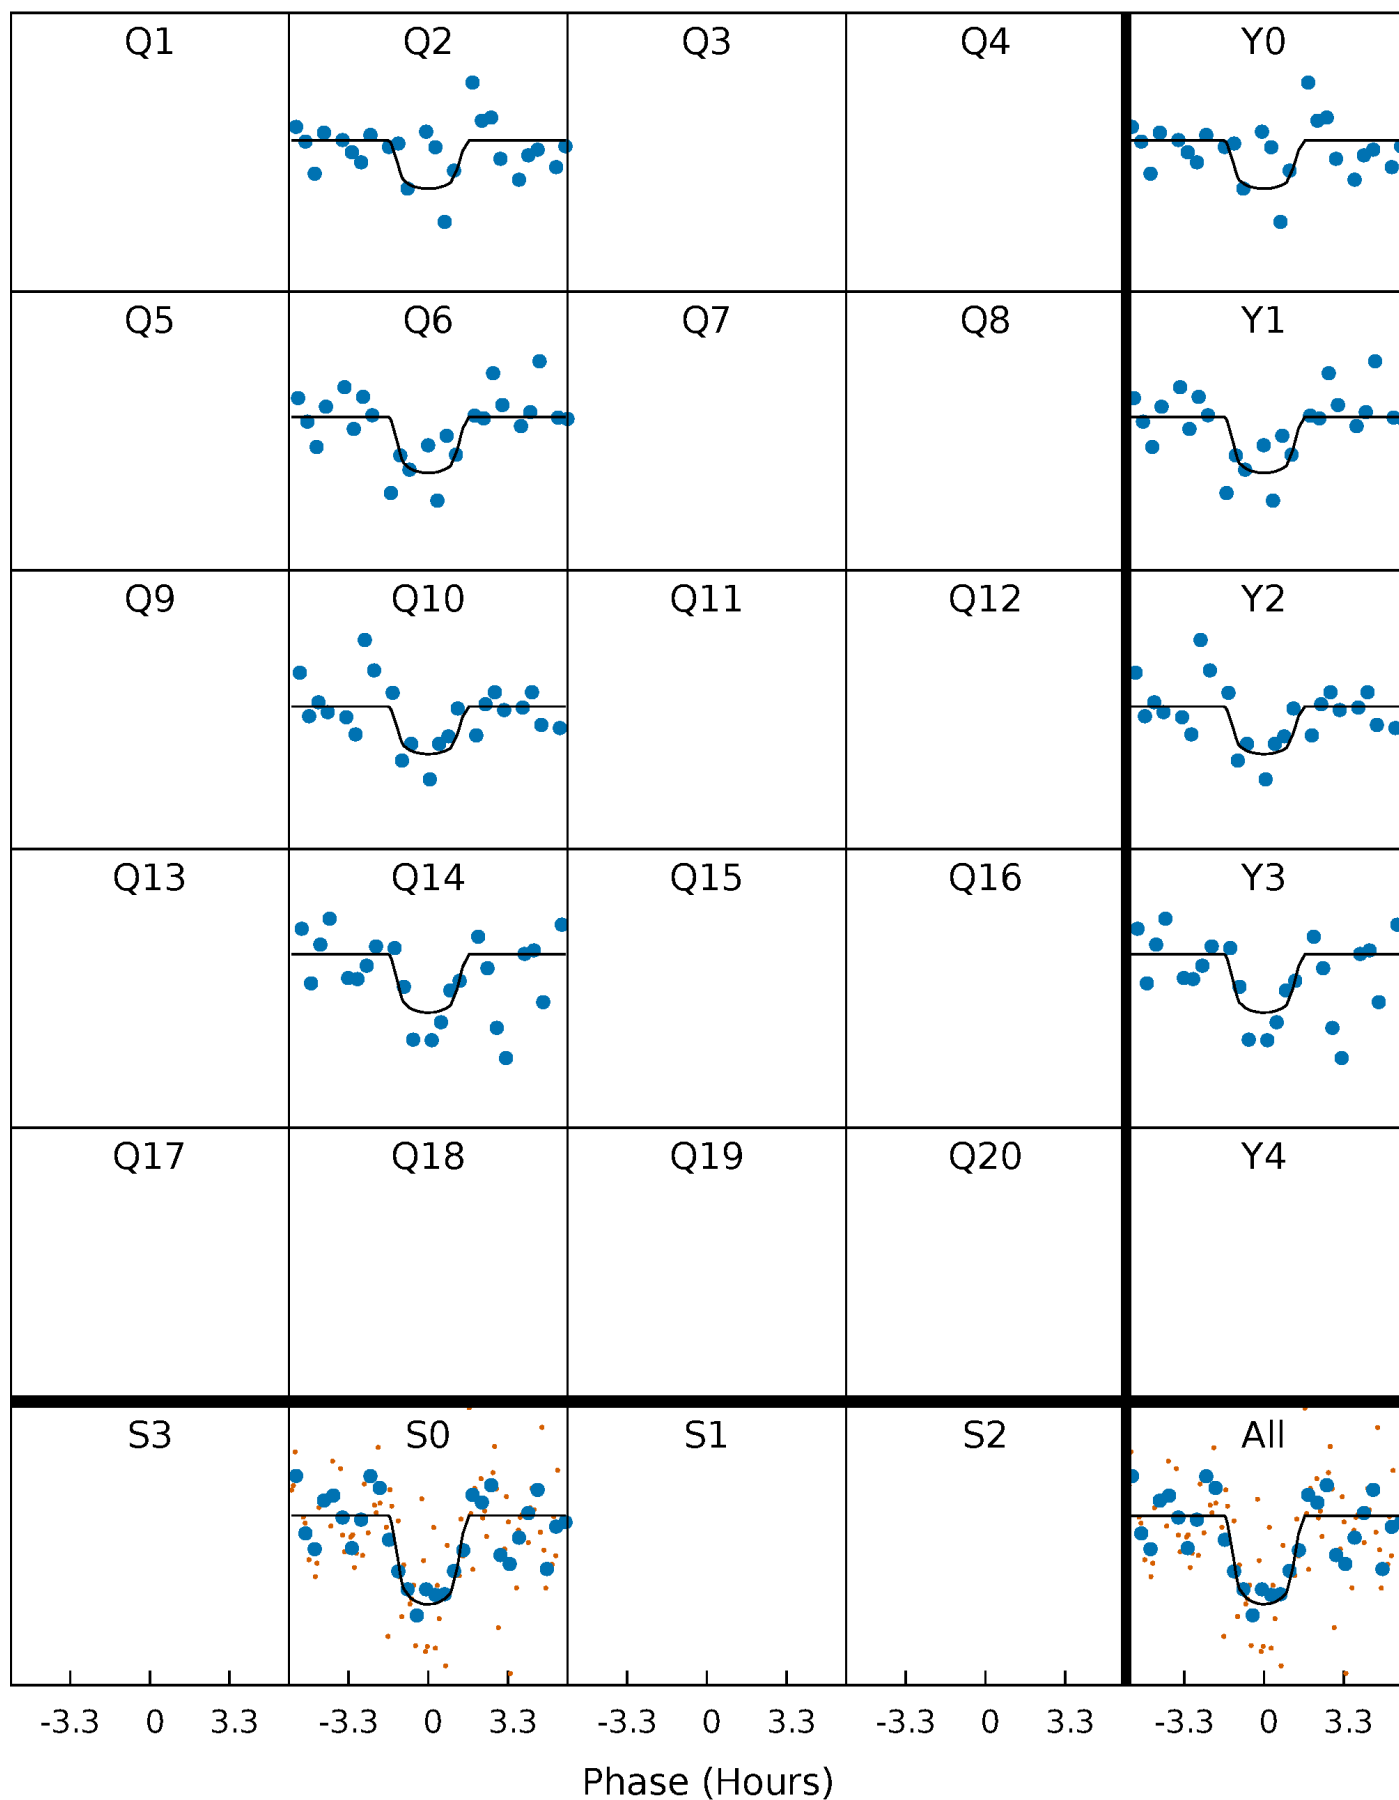 Q1 Q2 Q3 Q4 Y0
Q5 Q6 Q7 Q8 Y1
Q9 Q10 Q11 Q12 Y2
Q13 Q14 Q15 Q16 Y3
Q17 Q18 Q19 Q20 Y4
S3 S0 S1 S2 All
-3.3 0 3.3 -3.3 0 3.3 -3.3 0 3.3 -3.3 0 3.3 -3.3 0 3.3
Phase (Hours)